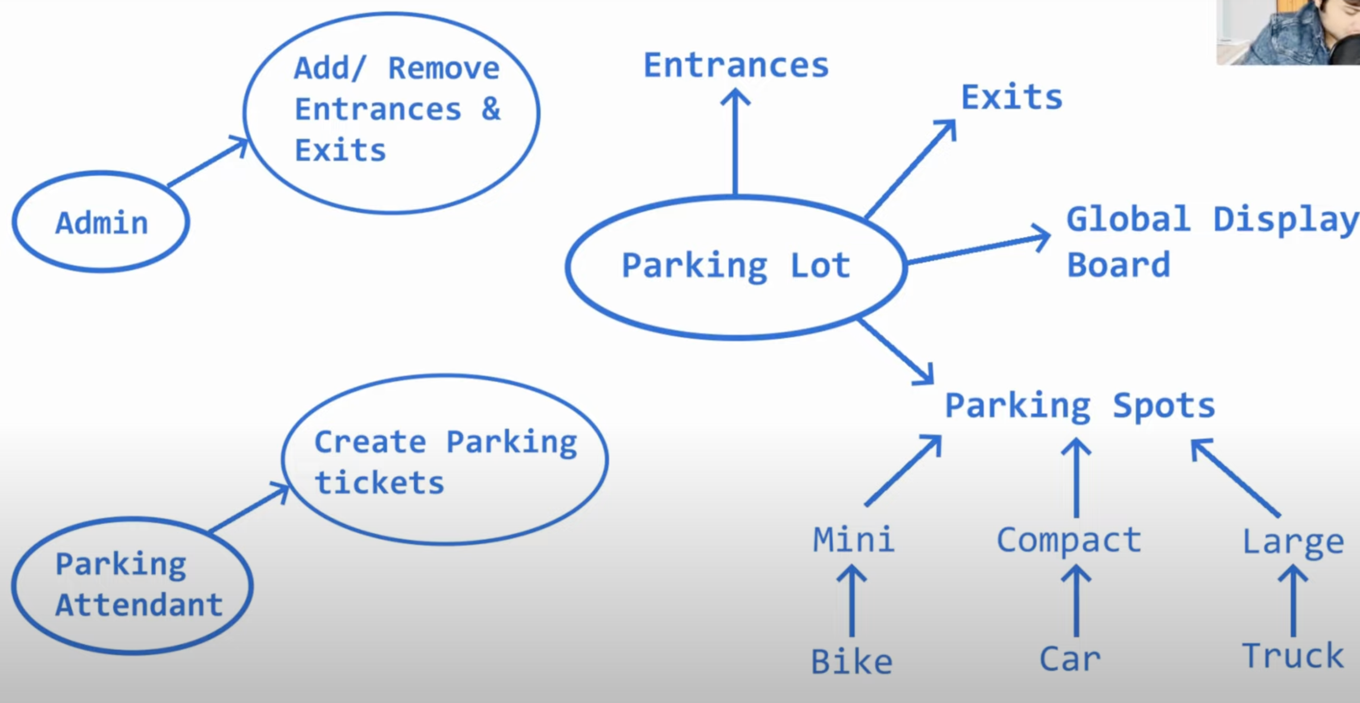 Add/ Remove
Entrances &
Exits
Admin
Entrances
Exits
Parking Lot
Global Display
Board
Create Parking
tickets
Parking
Attendant
Parking Spots
Mini
Compact
Large
Bike
Car
Truck